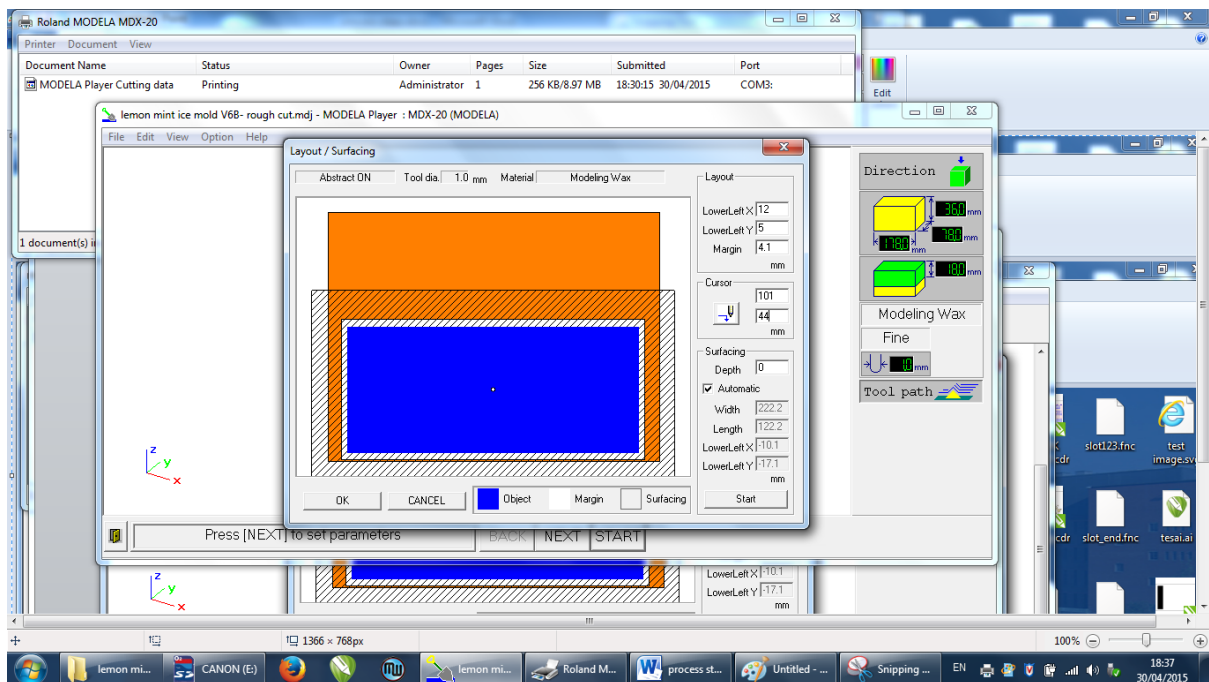 Roland MODELA MDX-20
Printer Document View
Document Name Status Owner Pages Size Submitted Port
MODELA Player Cutting data Printing Administrator 1 256 KB/8.97 MB 18:30:15 30/04/2015 COM3:
1 document(s) in
Edit
lemon mint ice mold V6B- rough cut.mdj - MODELA Player : MDX-20 (MODELA)
File Edit View Option Help
Layout / Surfacing
Abstract ON Tool dia. 1.0 mm Material Modeling Wax
Layout
LowerLeft X 12
LowerLeft Y 5
Margin 4.1
mm
Cursor
101
44
mm
Surfacing
Depth 0
Automatic
Width 222.2
Length 122.2
LowerLeft X -10.1
LowerLeft Y -17.1
mm
Start
OK CANCEL Object Margin Surfacing
Direction
36.0 mm
178.0 mm 78.0 mm
18.0 mm
Modeling Wax
Fine
1.0 mm
Tool path
z
y
x
Press [NEXT] to set parameters BACK NEXT START
LowerLeft X -10.1
LowerLeft Y -17.1
mm
z
y
x
slot123.fnc test
cdr image.sv
cdr slot_end.fnc tesai.ai
1366 × 768px 100%
lemon mi... CANON (E:) lemon mi... Roland M... process st... Untitled - ... Snipping ... EN 18:37
30/04/2015